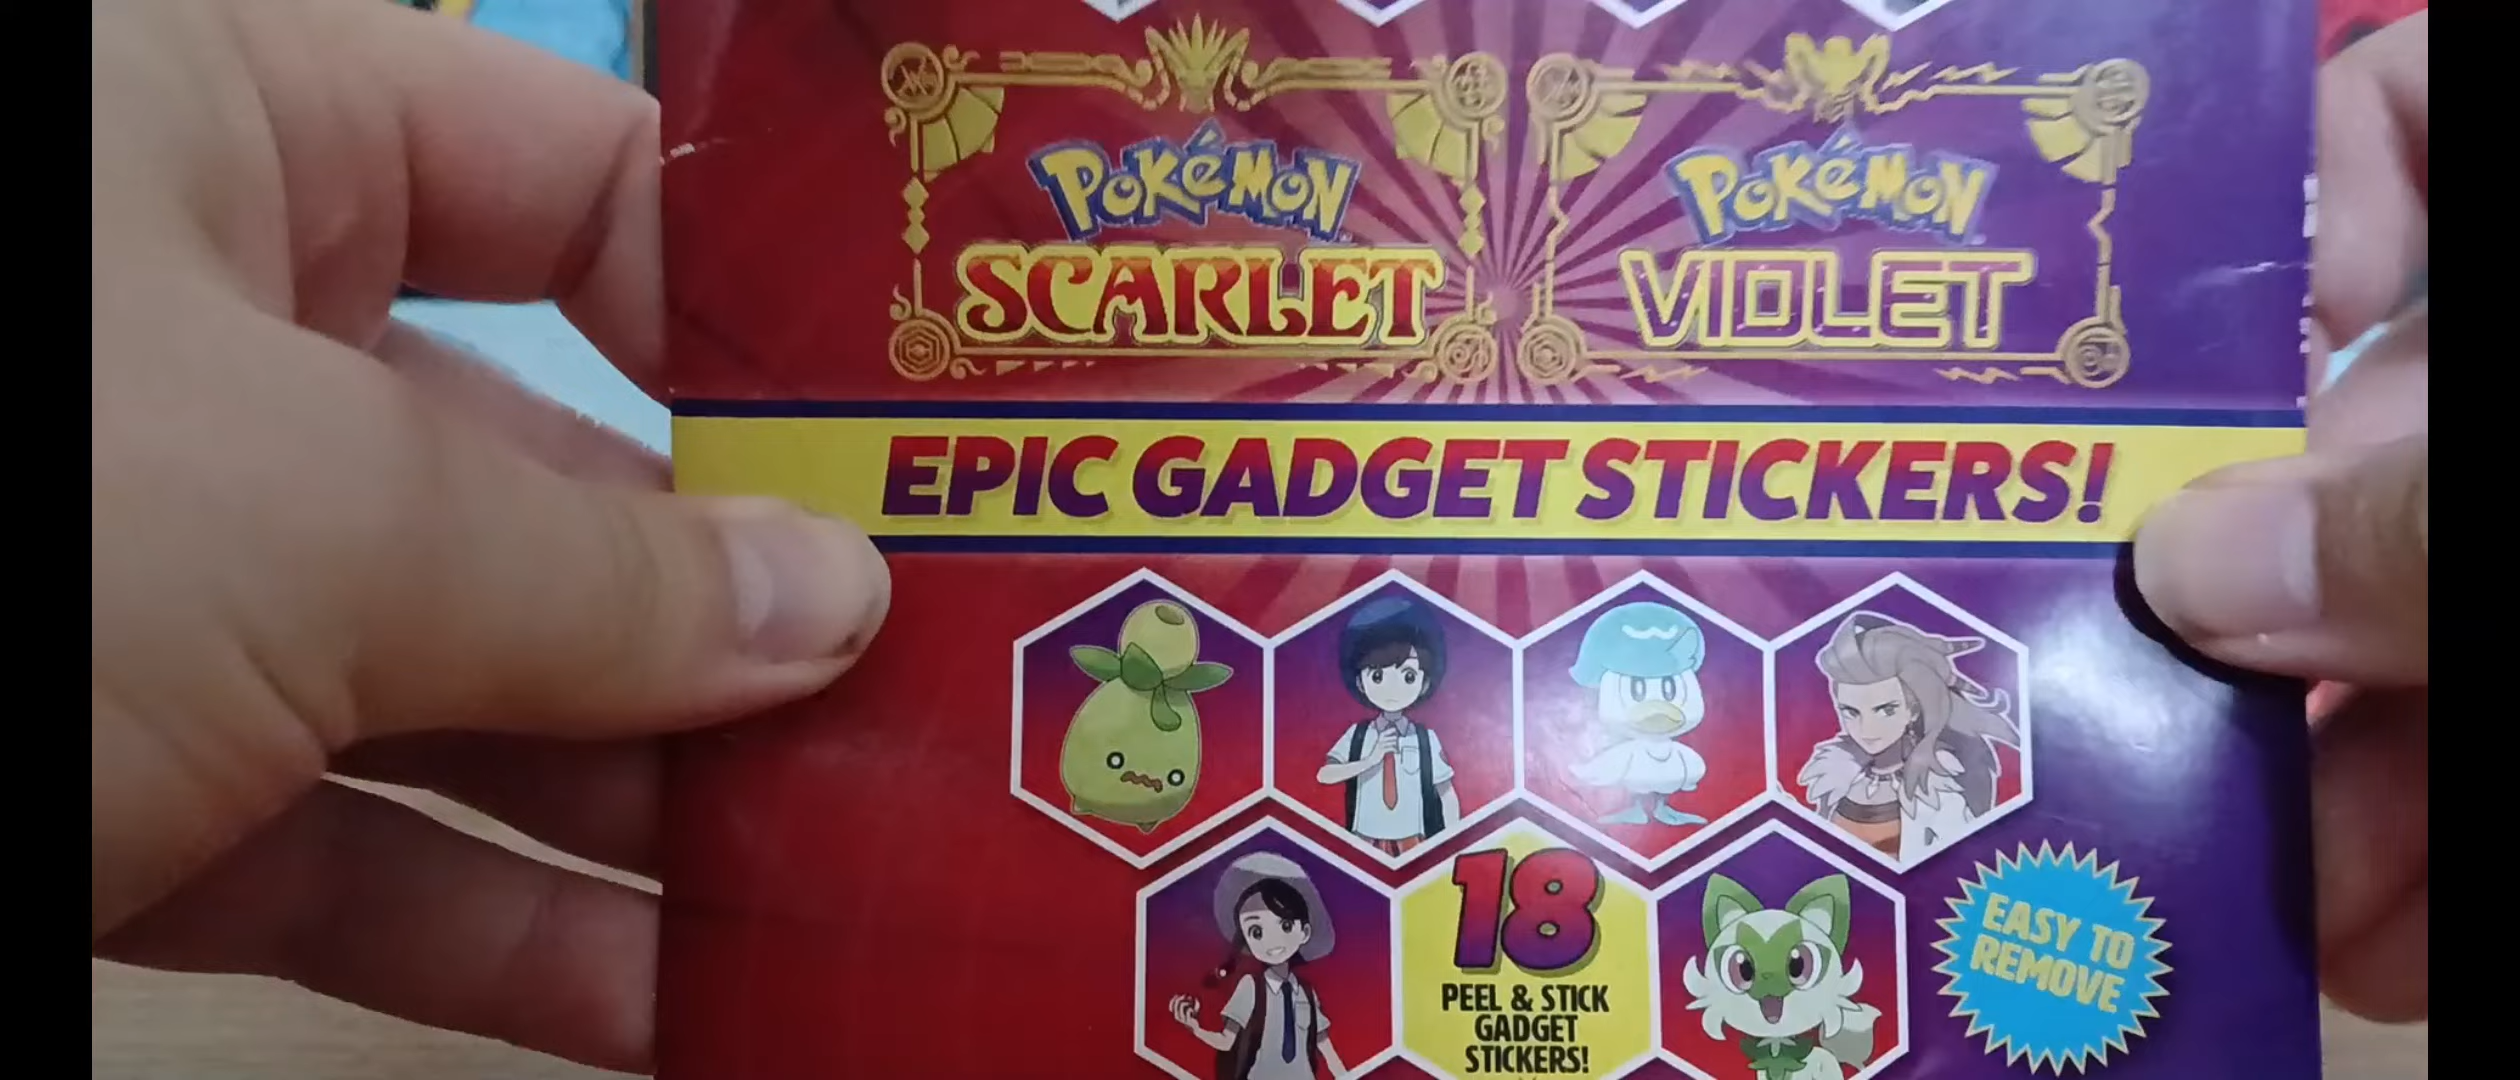 POKéMON
SCARLET
POKéMON
VIOLET
EPIC GADGET STICKERS!
18
PEEL & STICK
GADGET
STICKERS!
EASY TO
REMOVE